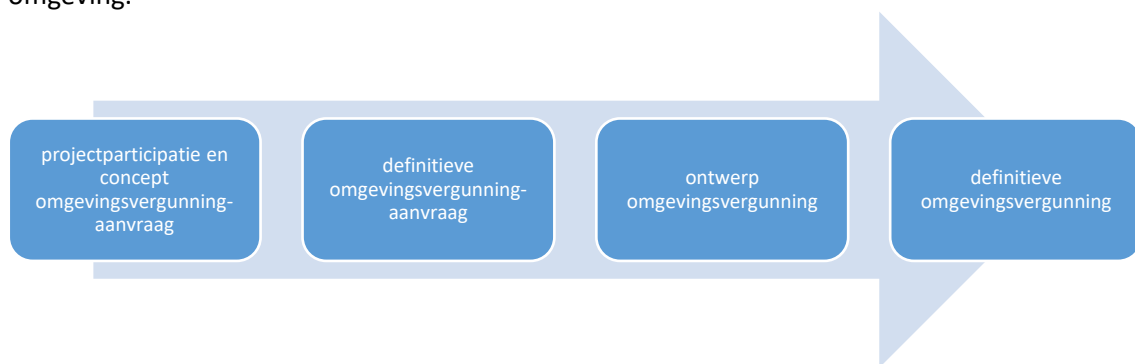 omgeving.
projectparticipatie en
concept
omgevingsvergunning-
aanvraag
definitieve
omgevingsvergunning-
aanvraag
ontwerp
omgevingsvergunning
definitieve
omgevingsvergunning